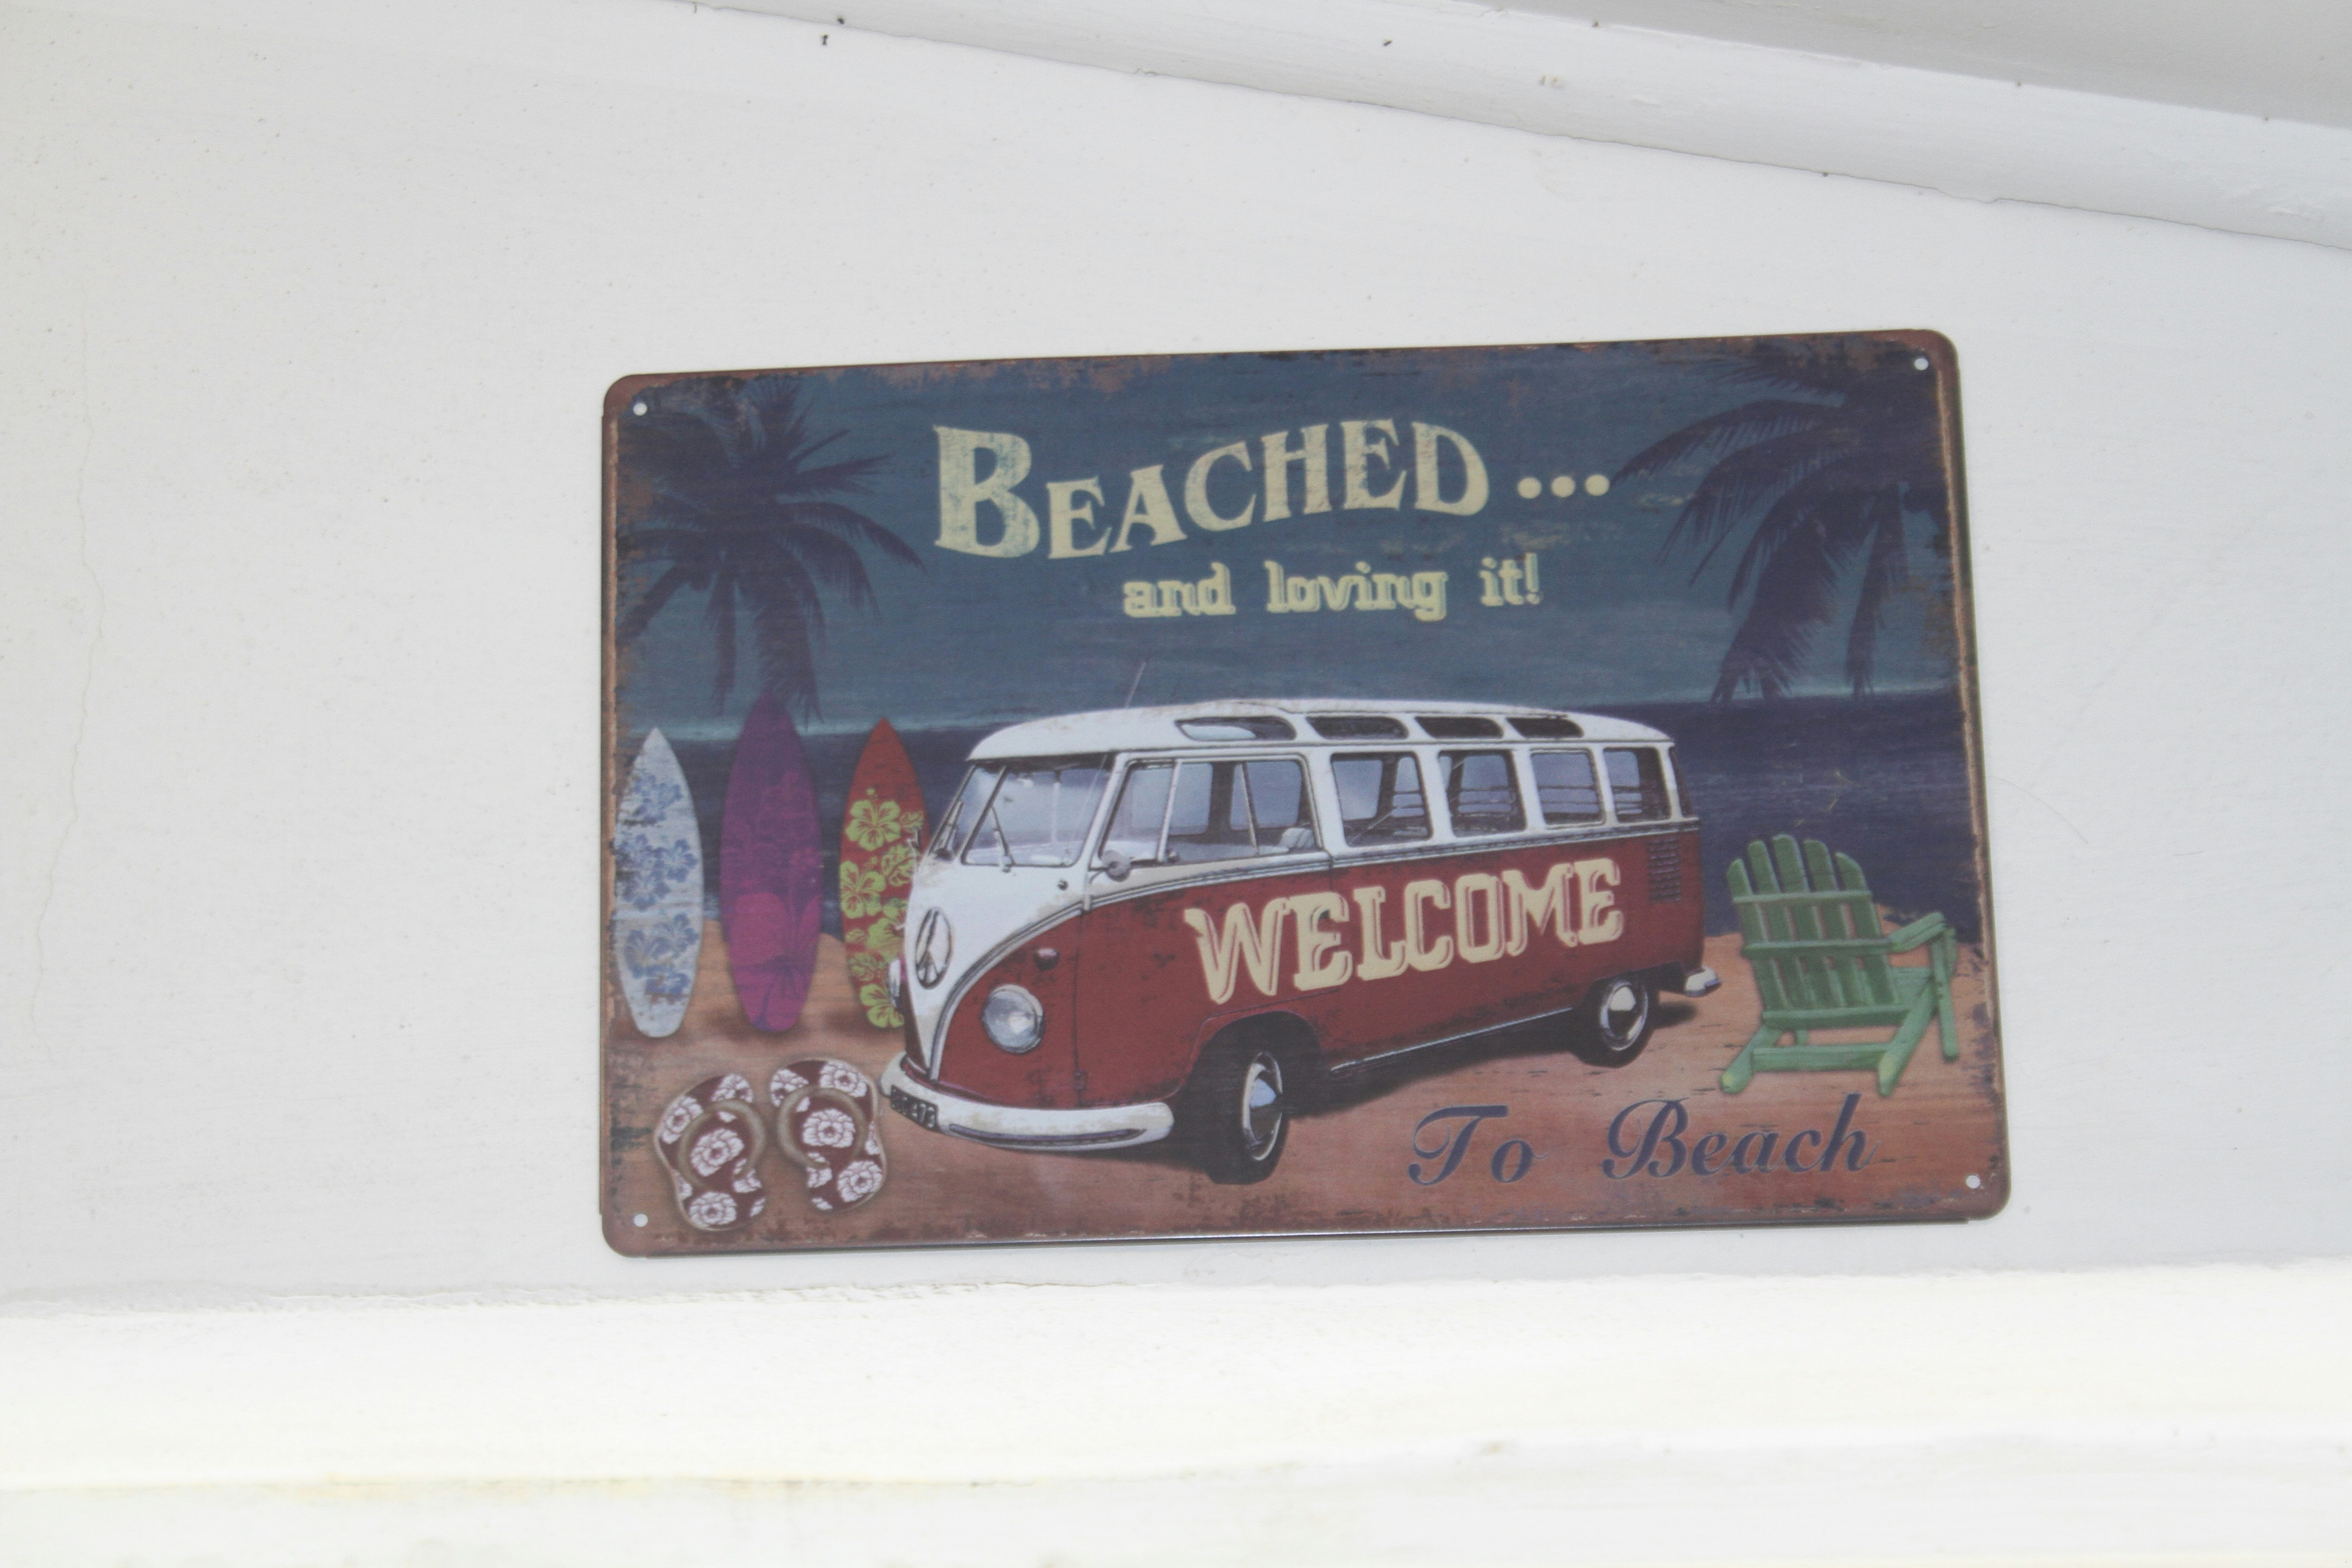 BEACHED...
and loving it!
WELCOME
To Beach